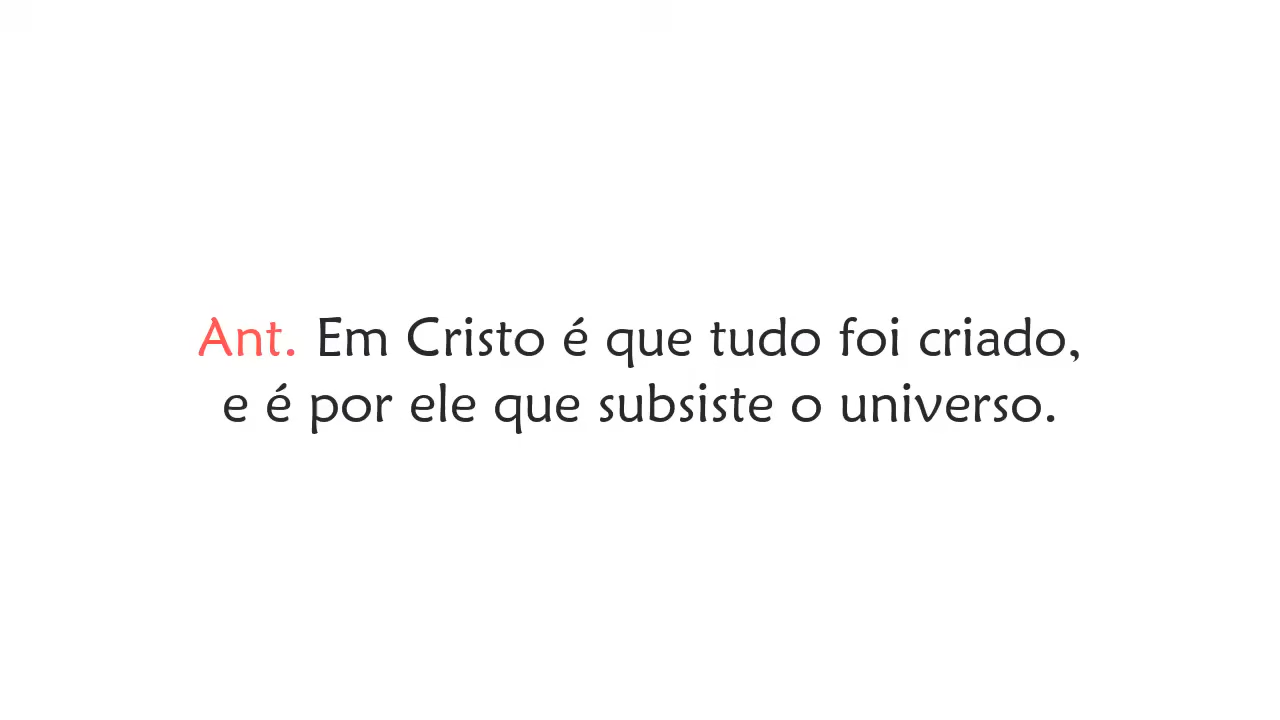 Ant. Em Cristo é que tudo foi criado,
e é por ele que subsiste o universo.